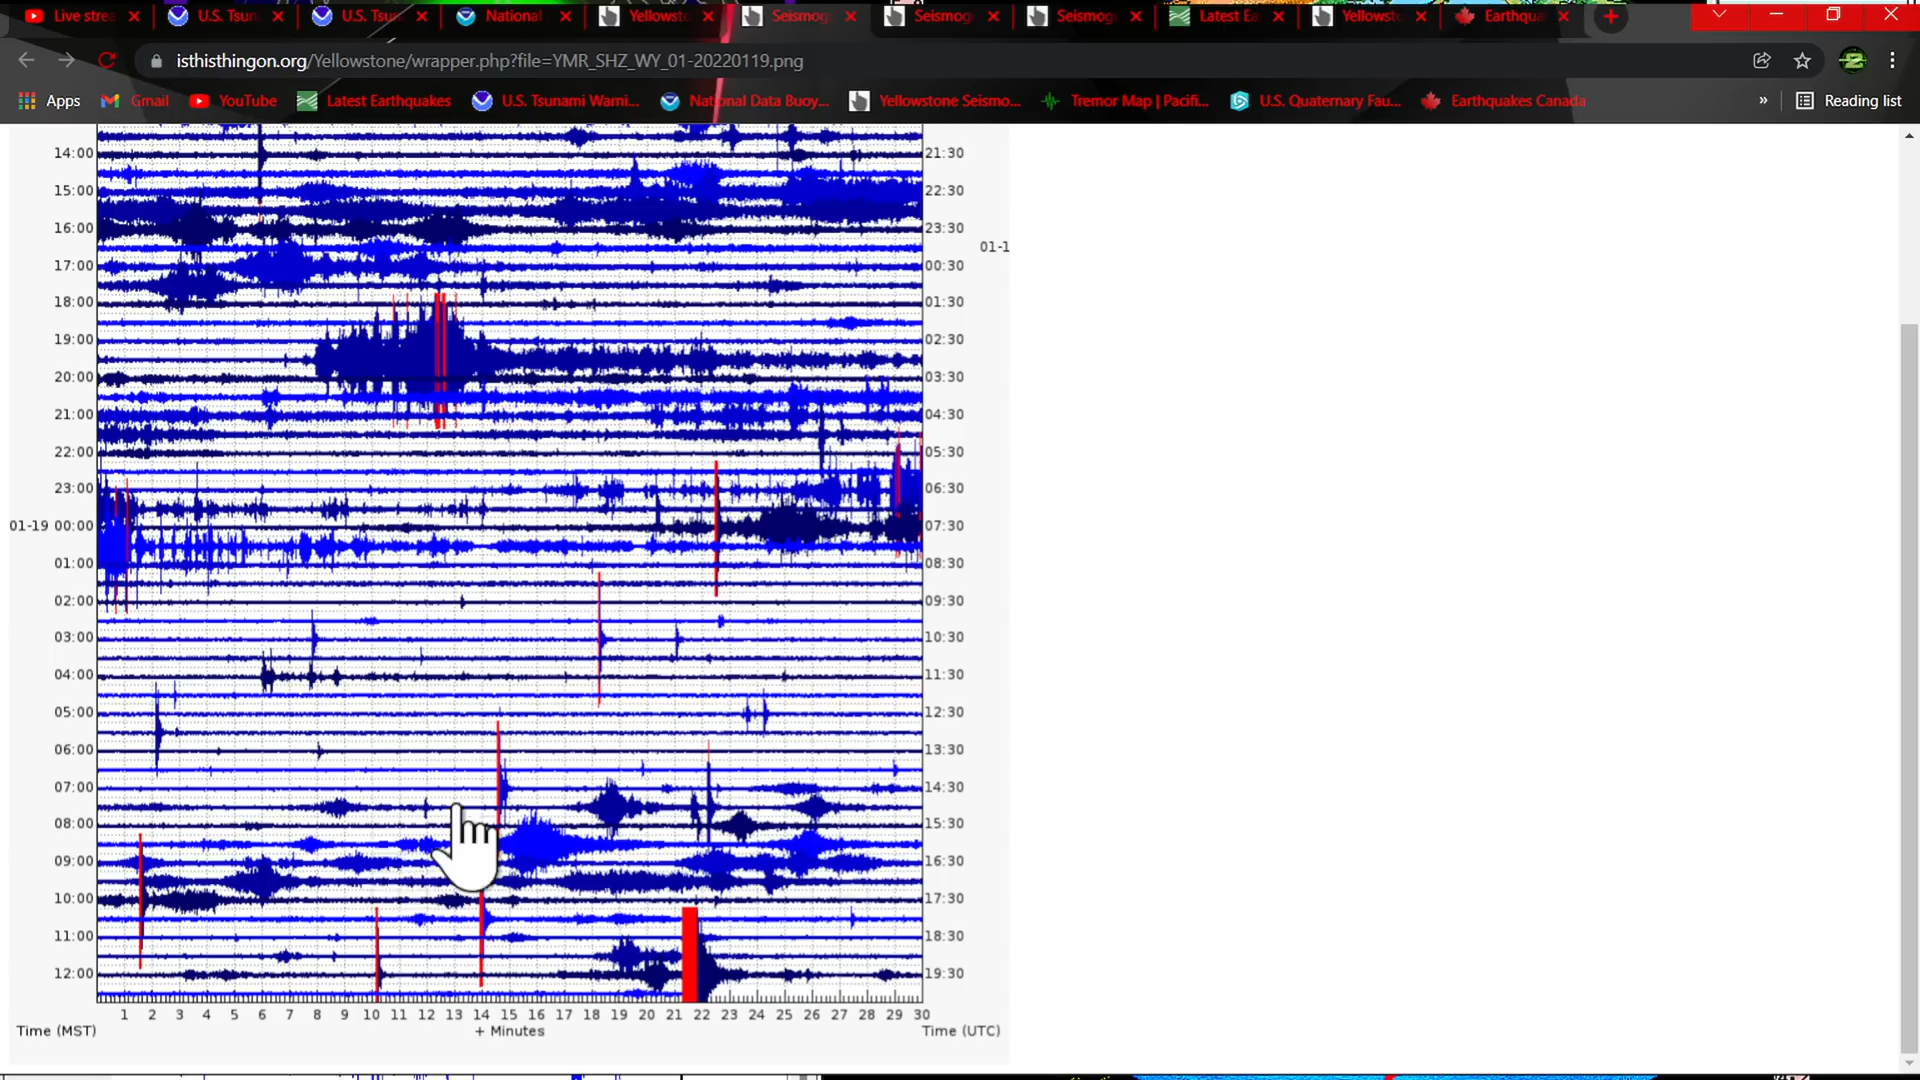 Live stre
U.S. Tsun
U.S. Tsu
National
Yellowst
Seismog
Seismog
Seismog
Latest Ea
Yellowst
Earthqua
isthisthingon.org/Yellowstone/wrapper.php?file=YMR_SHZ_WY_01-20220119.png
Apps Gmail YouTube Latest Earthquakes U.S. Tsunami Warni... National Data Buoy... Yellowstone Seismo... Tremor Map | Pacifi... U.S. Quaternary Fau... Earthquakes Canada » Reading list
14:00 21:30
15:00 22:30
16:00 23:30
01-1
17:00 00:30
18:00 01:30
19:00 02:30
20:00 03:30
21:00 04:30
22:00 05:30
23:00 06:30
01-19 00:00 07:30
01:00 08:30
02:00 09:30
03:00 10:30
04:00 11:30
05:00 12:30
06:00 13:30
07:00 14:30
08:00 15:30
09:00 16:30
10:00 17:30
11:00 18:30
12:00 19:30
1 2 3 4 5 6 7 8 9 10 11 12 13 14 15 16 17 18 19 20 21 22 23 24 25 26 27 28 29 30
Time (MST) + Minutes Time (UTC)